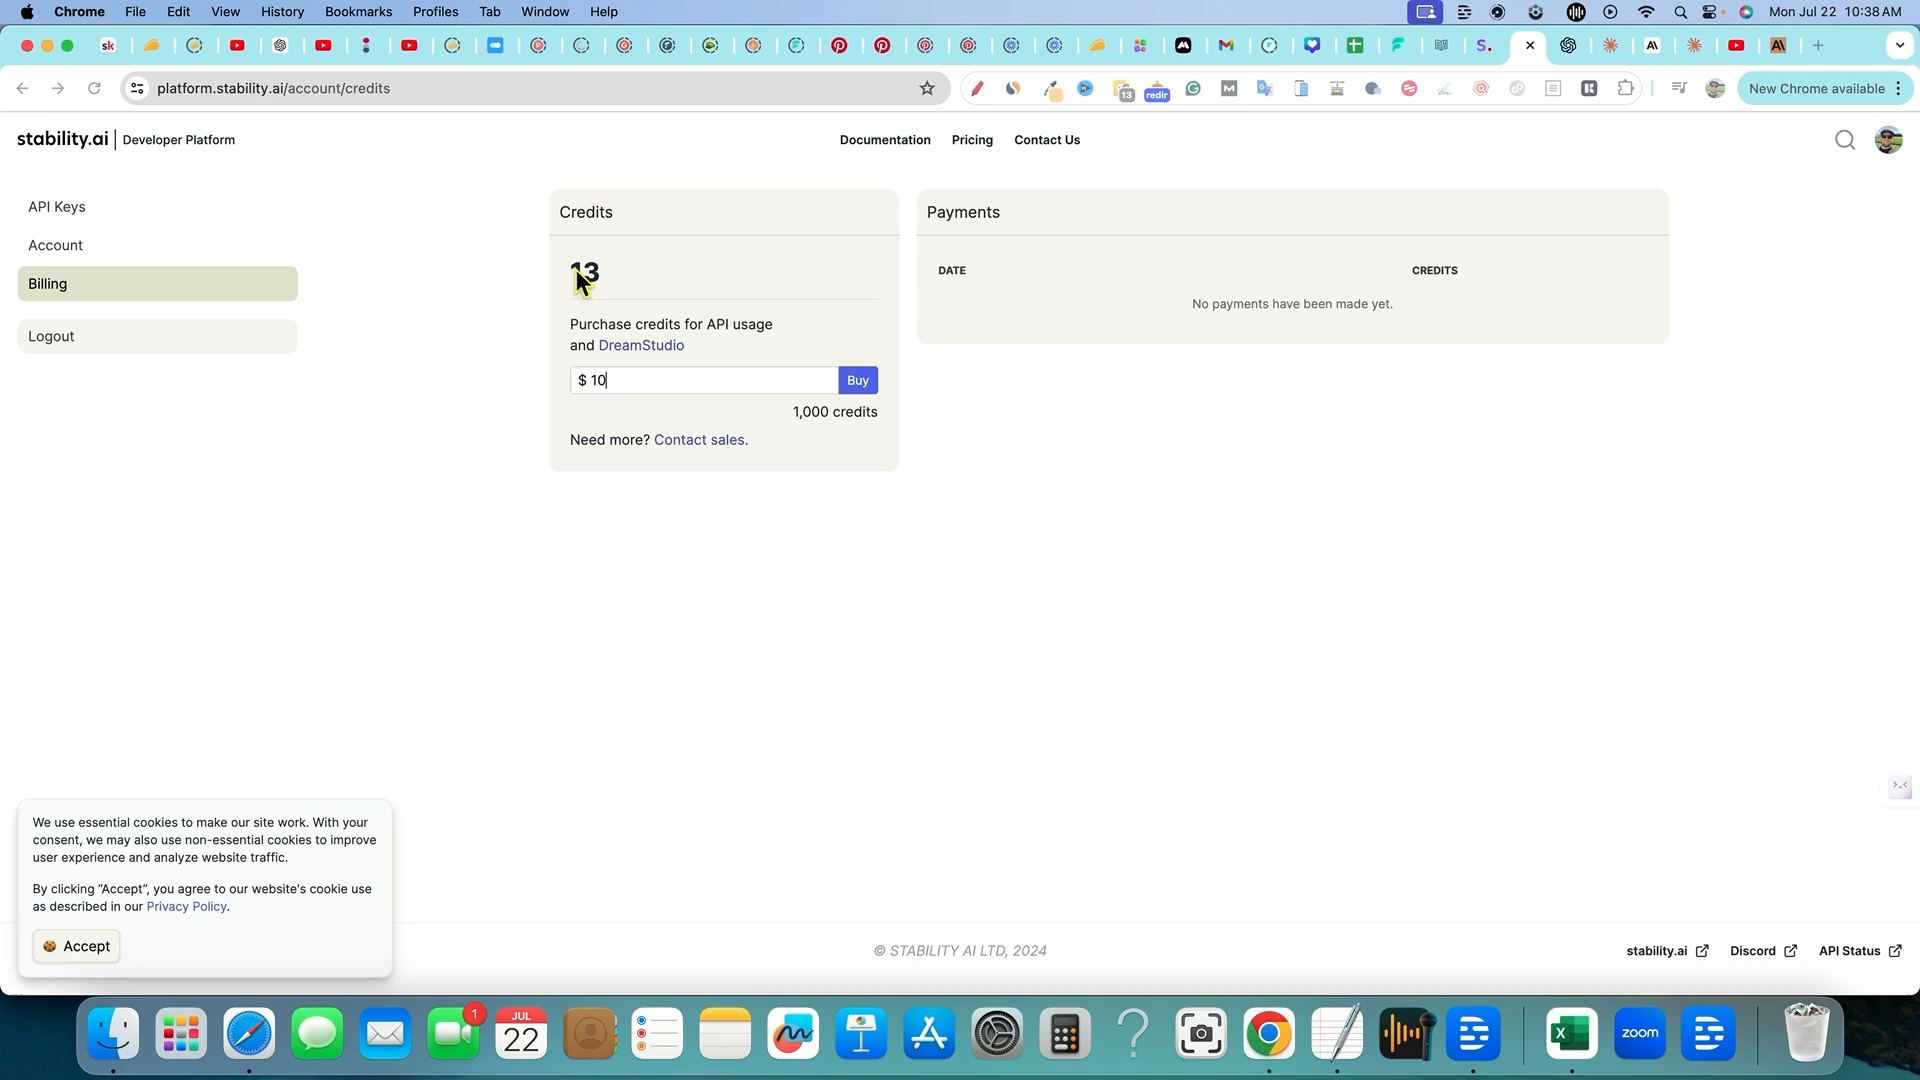 Chrome File Edit View History Bookmarks Profiles Tab Window Help Mon Jul 22 10:38 AM
platform.stability.ai/account/credits
13
redir
New Chrome available
stability.ai | Developer Platform
Documentation Pricing Contact Us
API Keys
Account
Billing
Logout
Credits
13
Purchase credits for API usage
and DreamStudio
$ 10
Buy
1,000 credits
Need more? Contact sales.
Payments
DATE CREDITS
No payments have been made yet.
We use essential cookies to make our site work. With your
consent, we may also use non-essential cookies to improve
user experience and analyze website traffic.
By clicking “Accept”, you agree to our website's cookie use
as described in our Privacy Policy.
Accept
© STABILITY AI LTD, 2024
stability.ai Discord API Status
1
JUL
22
zoom